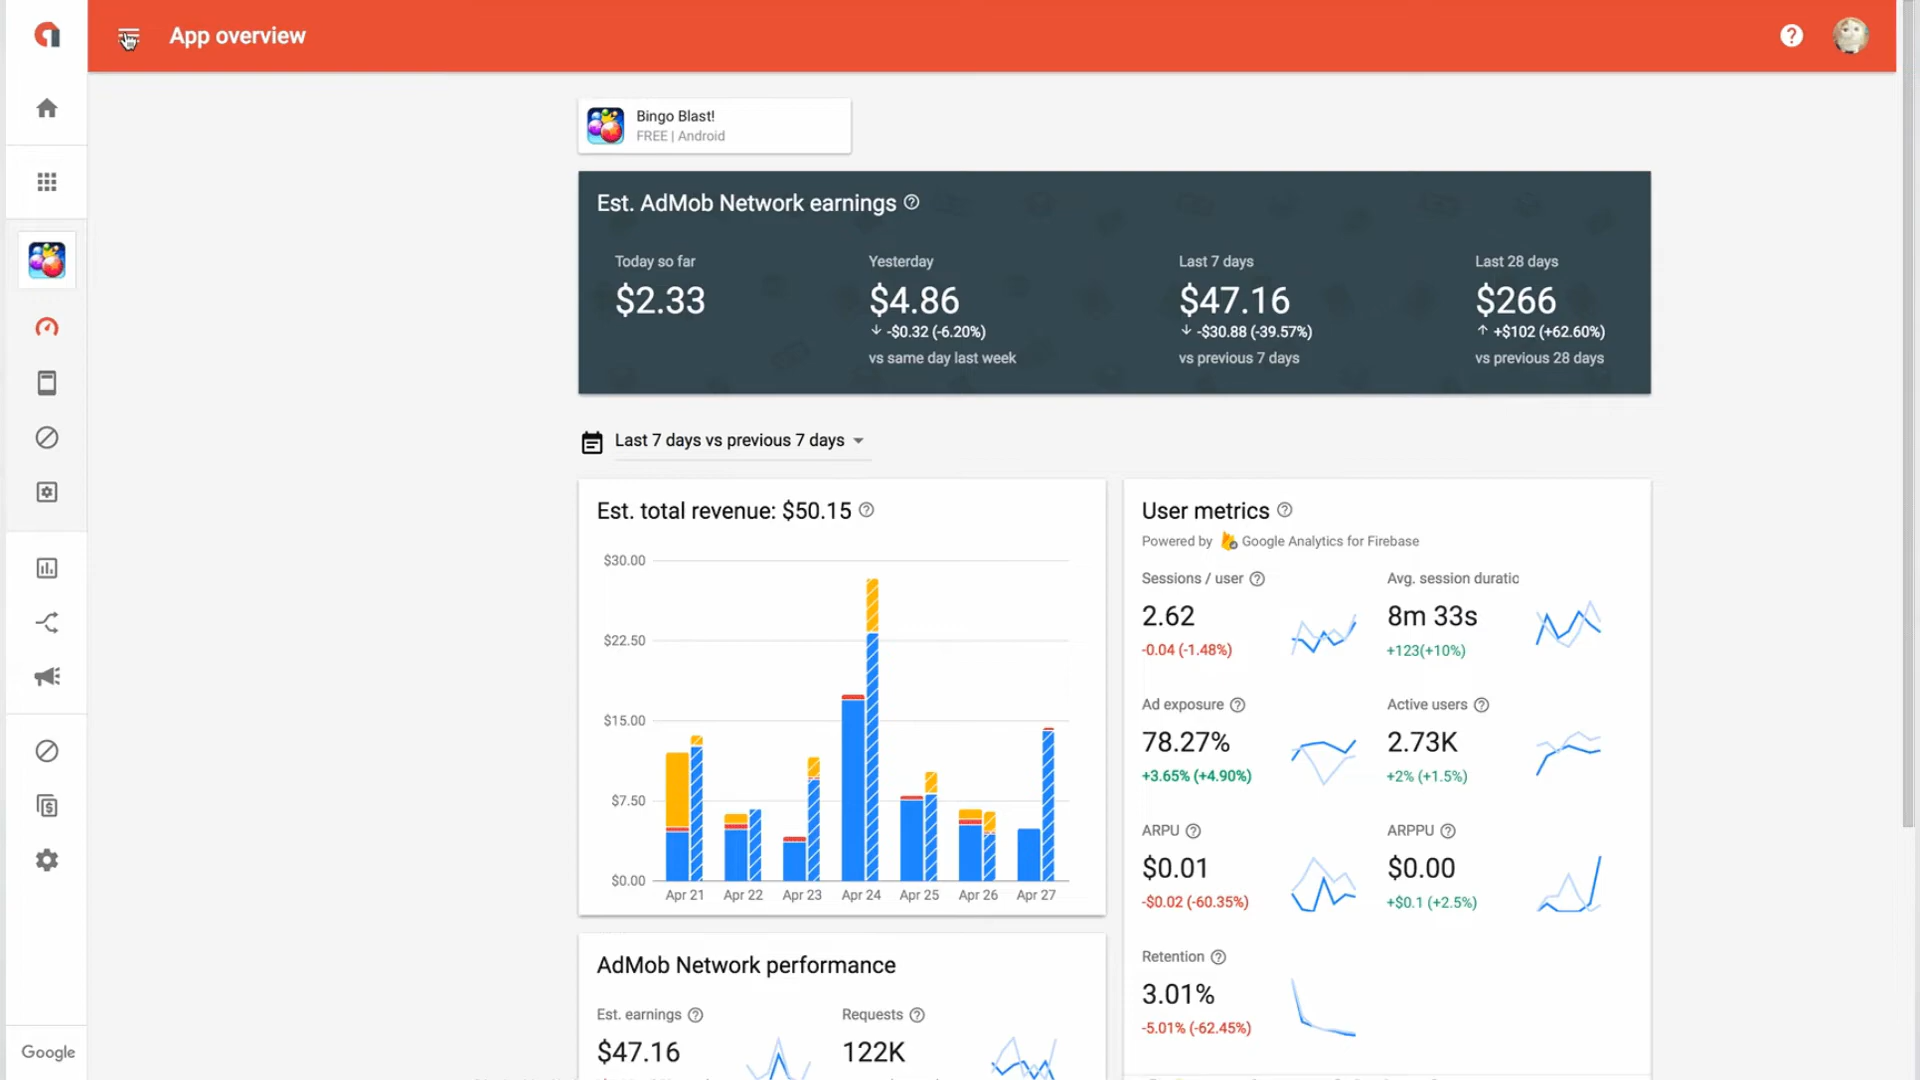 App overview
Bingo Blast!
FREE | Android
Est. AdMob Network earnings
Today so far
$2.33
Yesterday
$4.86
-$0.32 (-6.20%)
vs same day last week
Last 7 days
$47.16
-$30.88 (-39.57%)
vs previous 7 days
Last 28 days
$266
+$102 (+62.60%)
vs previous 28 days
Last 7 days vs previous 7 days
Est. total revenue: $50.15
$30.00
$22.50
$15.00
$7.50
$0.00
Apr 21
Apr 22
Apr 23
Apr 24
Apr 25
Apr 26
Apr 27
User metrics
Powered by Google Analytics for Firebase
Sessions / user
2.62
-0.04 (-1.48%)
Avg. session duratic
8m 33s
+123(+10%)
Ad exposure
78.27%
+3.65% (+4.90%)
Active users
2.73K
+2% (+1.5%)
ARPU
$0.01
-$0.02 (-60.35%)
ARPPU
$0.00
+$0.1 (+2.5%)
Retention
3.01%
-5.01% (-62.45%)
AdMob Network performance
Est. earnings
$47.16
Requests
122K
Google